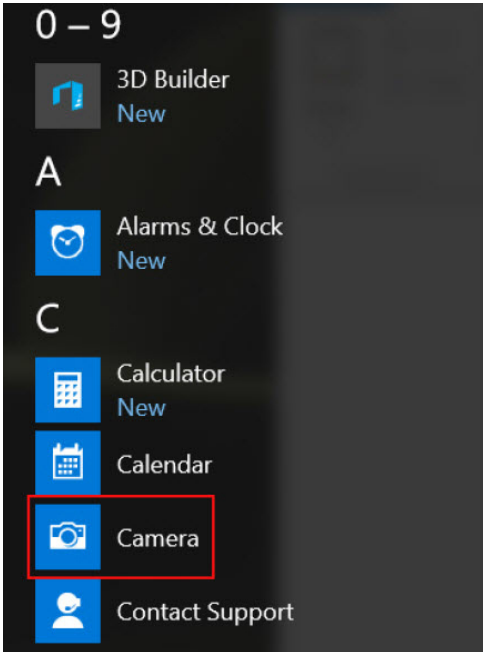 0 – 9
3D Builder
New
A
Alarms & Clock
New
C
Calculator
New
Calendar
Camera
Contact Support